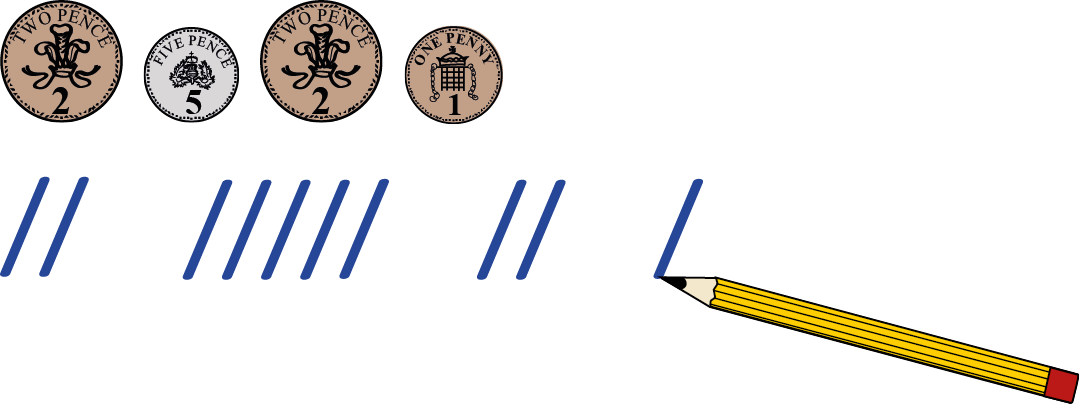 TWO PENCE
2
FIVE PENCE
5
TWO PENCE
2
ONE PENNY
1